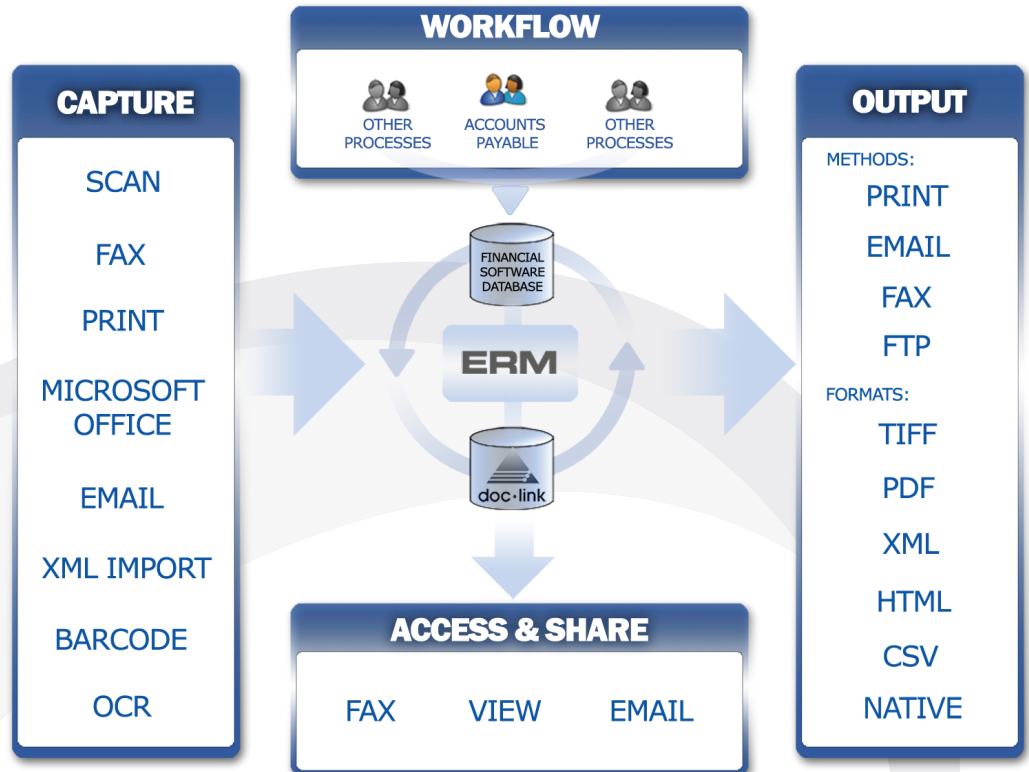 WORKFLOW
OTHER
PROCESSES
ACCOUNTS
PAYABLE
OTHER
PROCESSES
CAPTURE
SCAN
FAX
PRINT
MICROSOFT
OFFICE
EMAIL
XML IMPORT
BARCODE
OCR
FINANCIAL
SOFTWARE
DATABASE
ERM
doc·link
ACCESS & SHARE
FAX VIEW EMAIL
OUTPUT
METHODS:
PRINT
EMAIL
FAX
FTP
FORMATS:
TIFF
PDF
XML
HTML
CSV
NATIVE